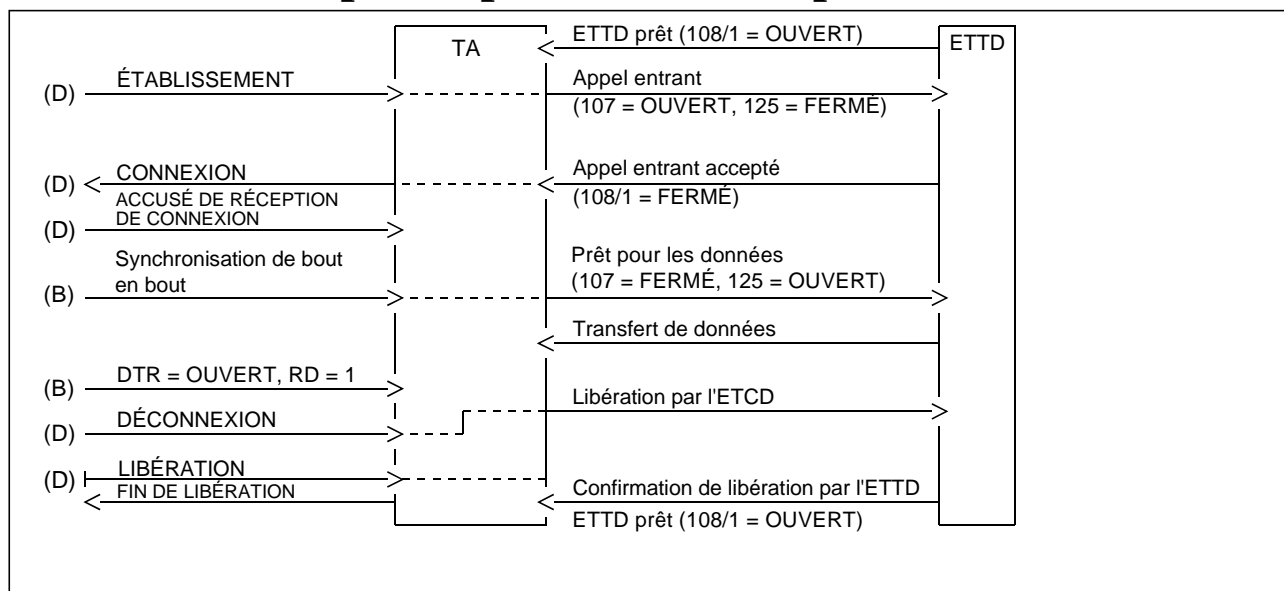 TA
ETTD prêt (108/1 = OUVERT)
ETTD
(D)
ÉTABLISSEMENT
Appel entrant
(107 = OUVERT, 125 = FERMÉ)
(D)
CONNEXION
Appel entrant accepté
(108/1 = FERMÉ)
ACCUSÉ DE RÉCEPTION
DE CONNEXION
(D)
Synchronisation de bout
en bout
Prêt pour les données
(107 = FERMÉ, 125 = OUVERT)
(B)
Transfert de données
(B)
DTR = OUVERT, RD = 1
Libération par l'ETCD
(D)
DÉCONNEXION
(D)
LIBÉRATION
FIN DE LIBÉRATION
Confirmation de libération par l'ETTD
ETTD prêt (108/1 = OUVERT)